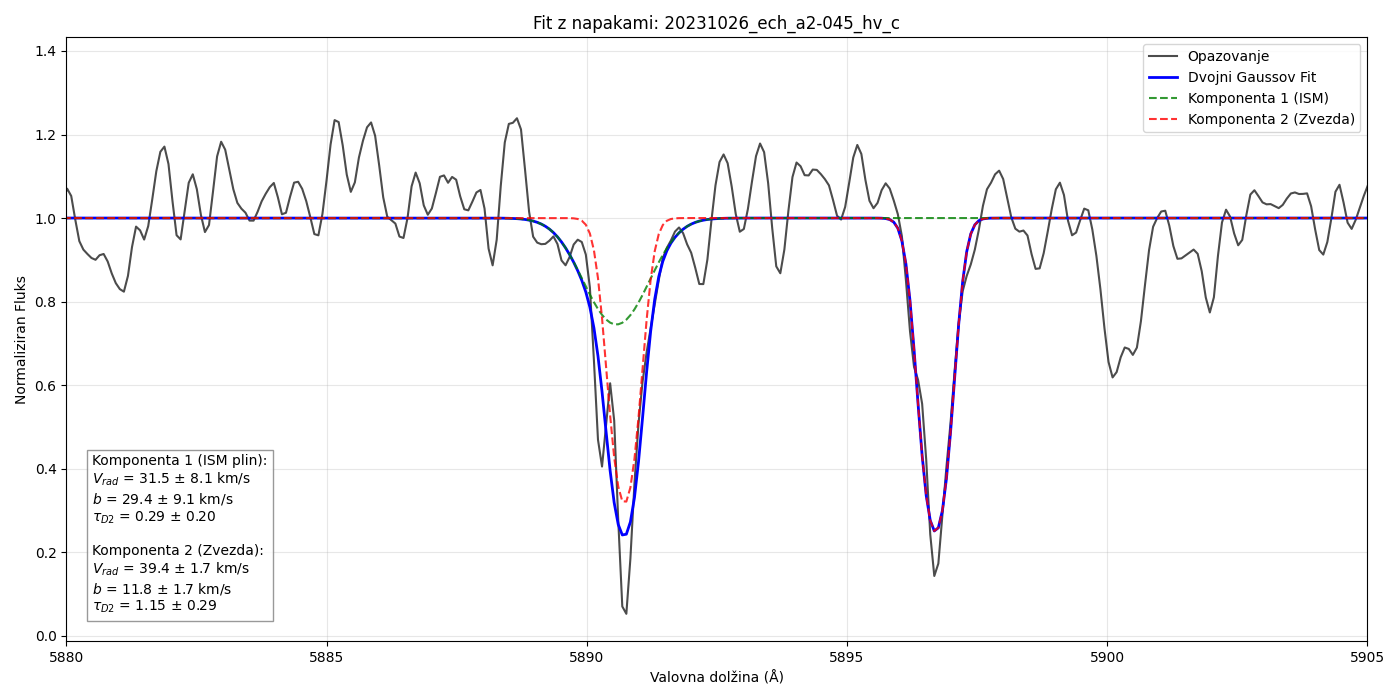 Fit z napakami: 20231026_ech_a2-045_hv_c
Opazovanje
Dvojni Gaussov Fit
Komponenta 1 (ISM)
Komponenta 2 (Zvezda)
Normaliziran Fluks
1.4
1.2
1.0
0.8
0.6
0.4
0.2
0.0
Komponenta 1 (ISM plin):
V_rad = 31.5 ± 8.1 km/s
b = 29.4 ± 9.1 km/s
τ_D2 = 0.29 ± 0.20
Komponenta 2 (Zvezda):
V_rad = 39.4 ± 1.7 km/s
b = 11.8 ± 1.7 km/s
τ_D2 = 1.15 ± 0.29
5880 5885 5890 5895 5900 5905
Valovna dolžina (Å)